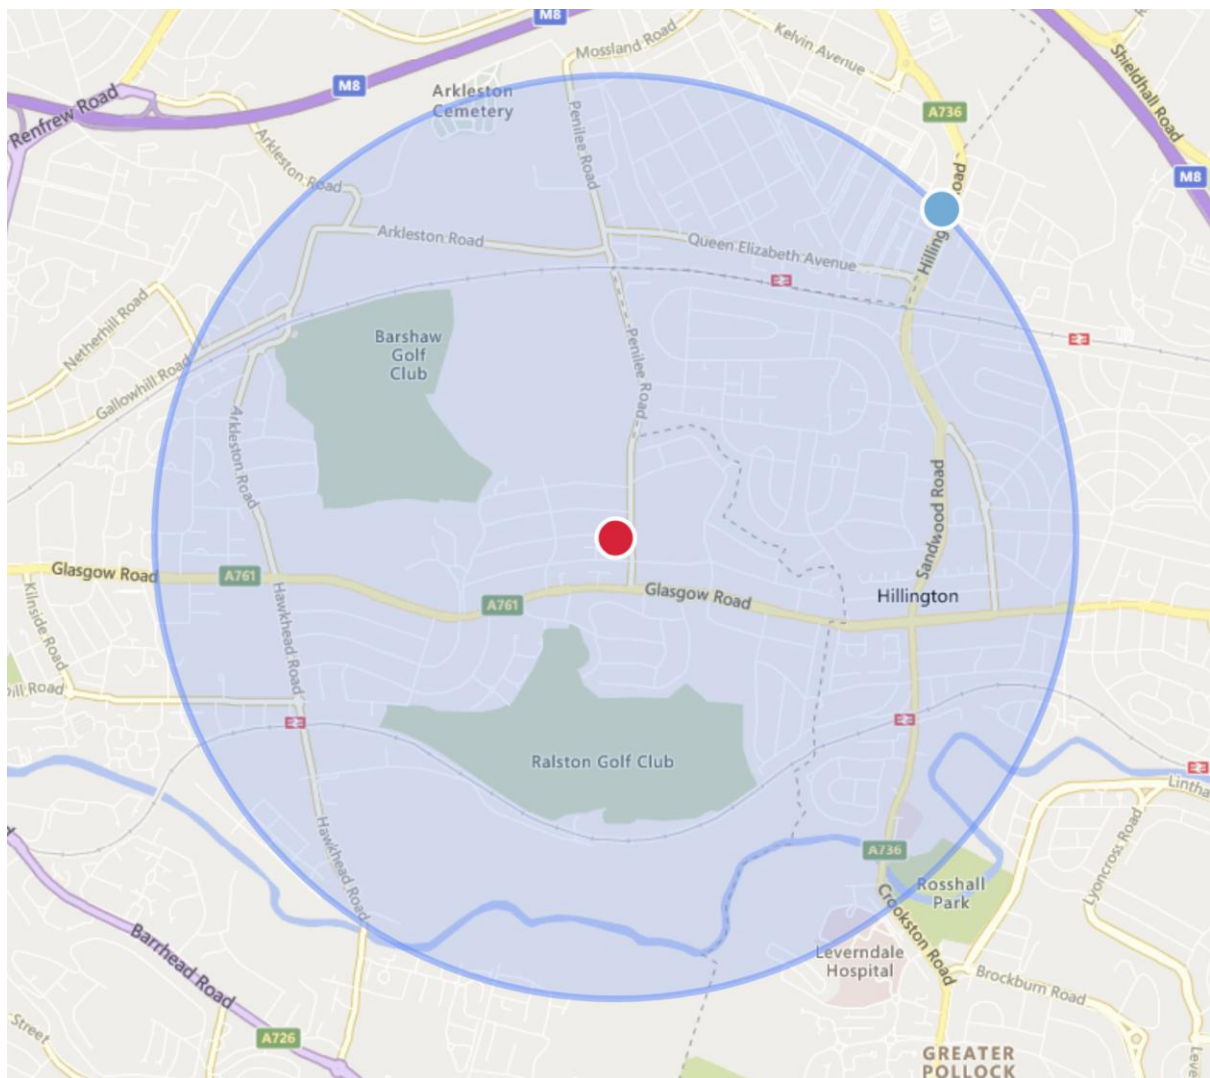 M8
Mossland Road
Kelvin Avenue
Shieldhall Road
M8
Arkleston
Cemetery
A736
Renfrew Road
Penilee Road
Arkleston Road
M8
Arkleston Road
Queen Elizabeth Avenue
Netherhill Road
Barshaw
Golf
Club
Penilee Road
Gallowhill Road
Arkleston Road
Sandwood Road
Glasgow Road
A761
A761
Glasgow Road
Hillington
Kilnside Road
Hawkhead Road
Road
Ralston Golf Club
Hawkhead Road
A736
Rosshall
Park
Lyoncross Road
Crookston Road
Leverndale
Hospital
Barrhead Road
Brockburn Road
Street
A726
GREATER
POLLOCK